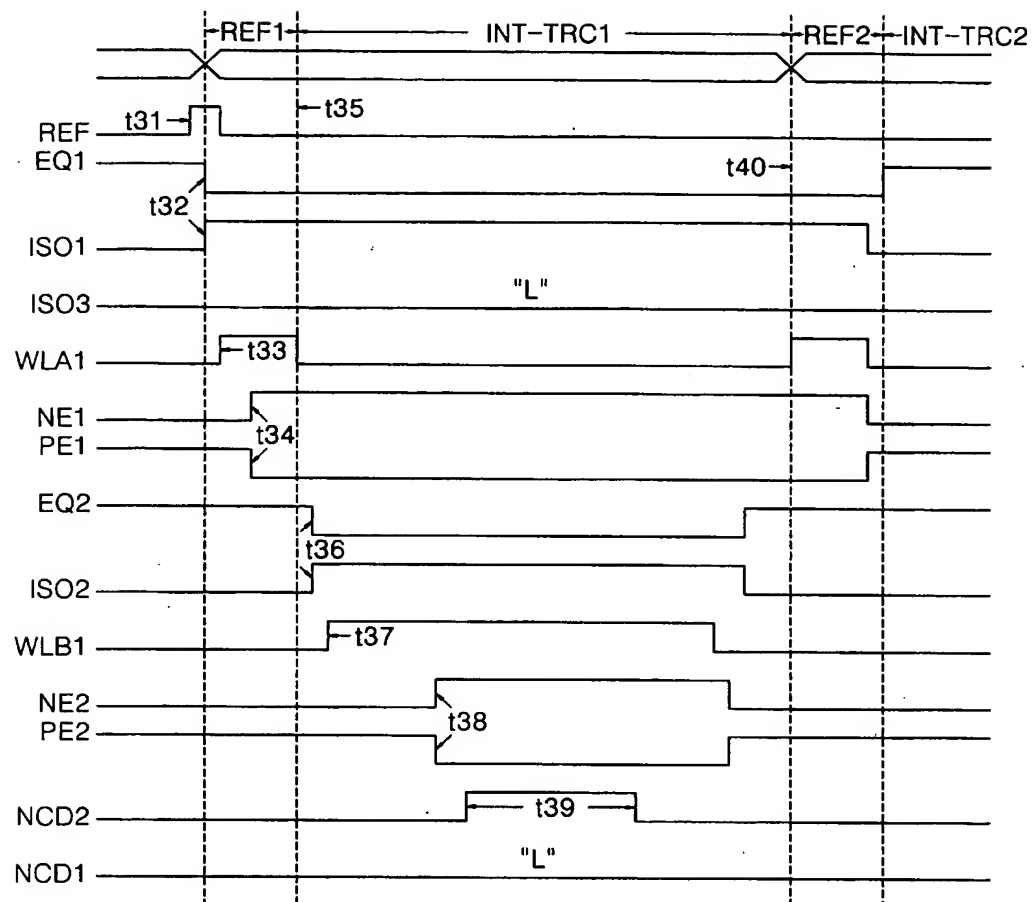 REF1 INT-TRC1 REF2 INT-TRC2
REF t31 t35
EQ1 t40
t32
ISO1
ISO3 "L"
WLA1 t33
NE1
t34
PE1
EQ2
t36
ISO2
WLB1 t37
NE2
t38
PE2
NCD2 t39
NCD1 "L"